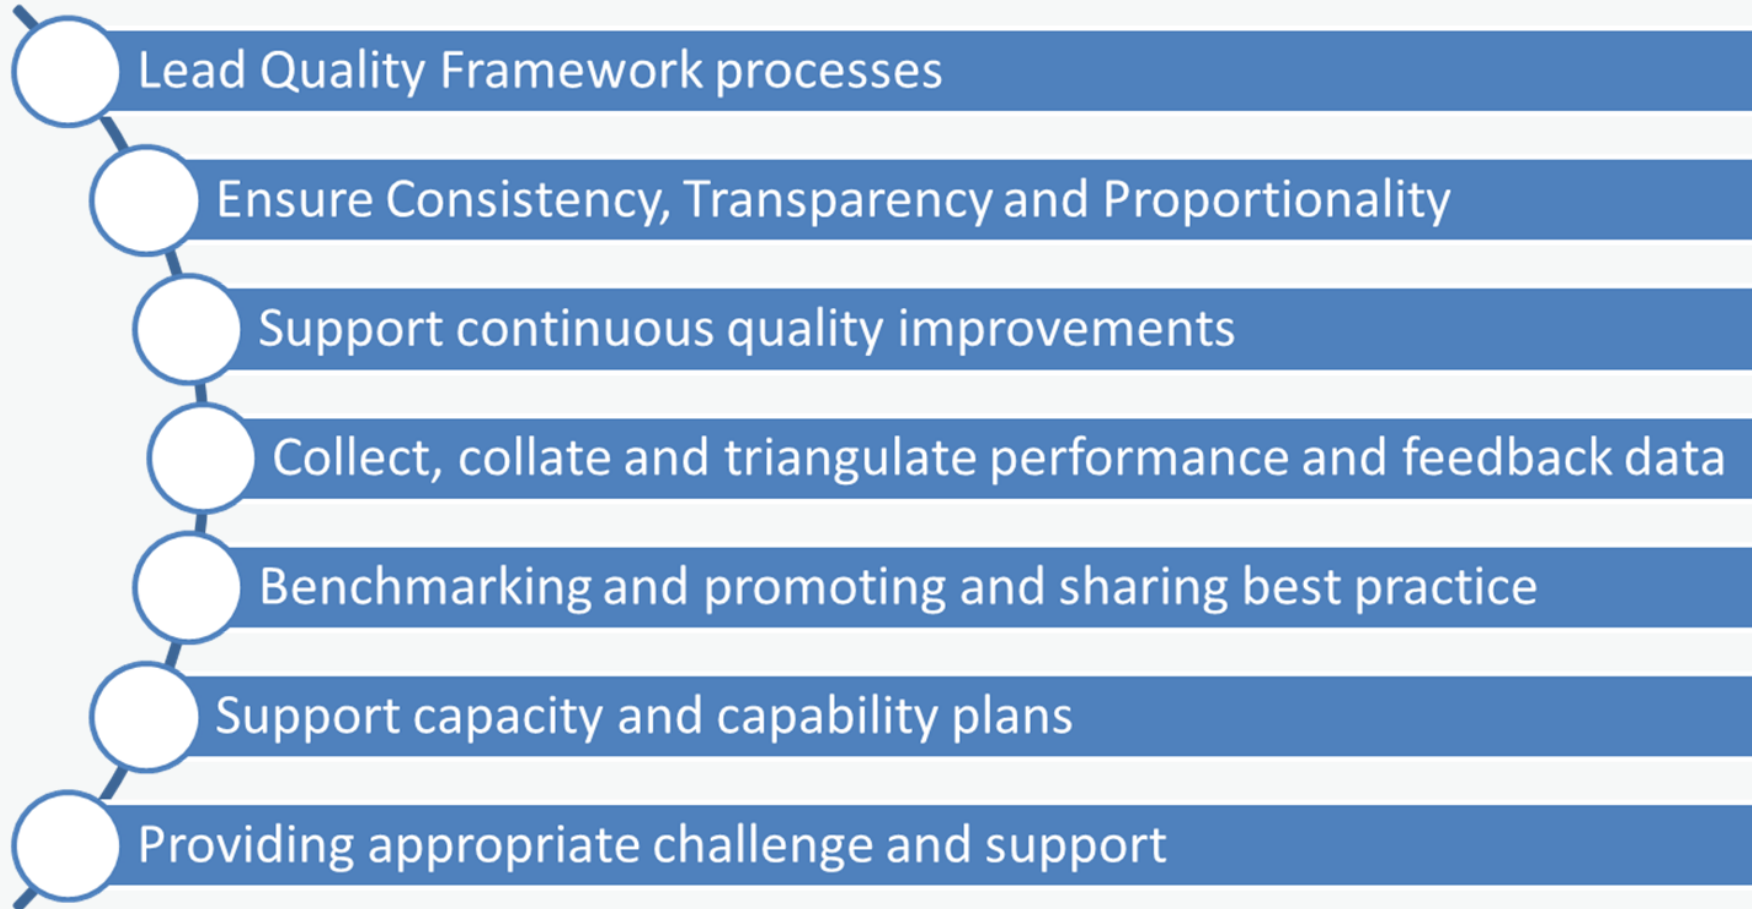 Lead Quality Framework processes
Ensure Consistency, Transparency and Proportionality
Support continuous quality improvements
Collect, collate and triangulate performance and feedback data
Benchmarking and promoting and sharing best practice
Support capacity and capability plans
Providing appropriate challenge and support